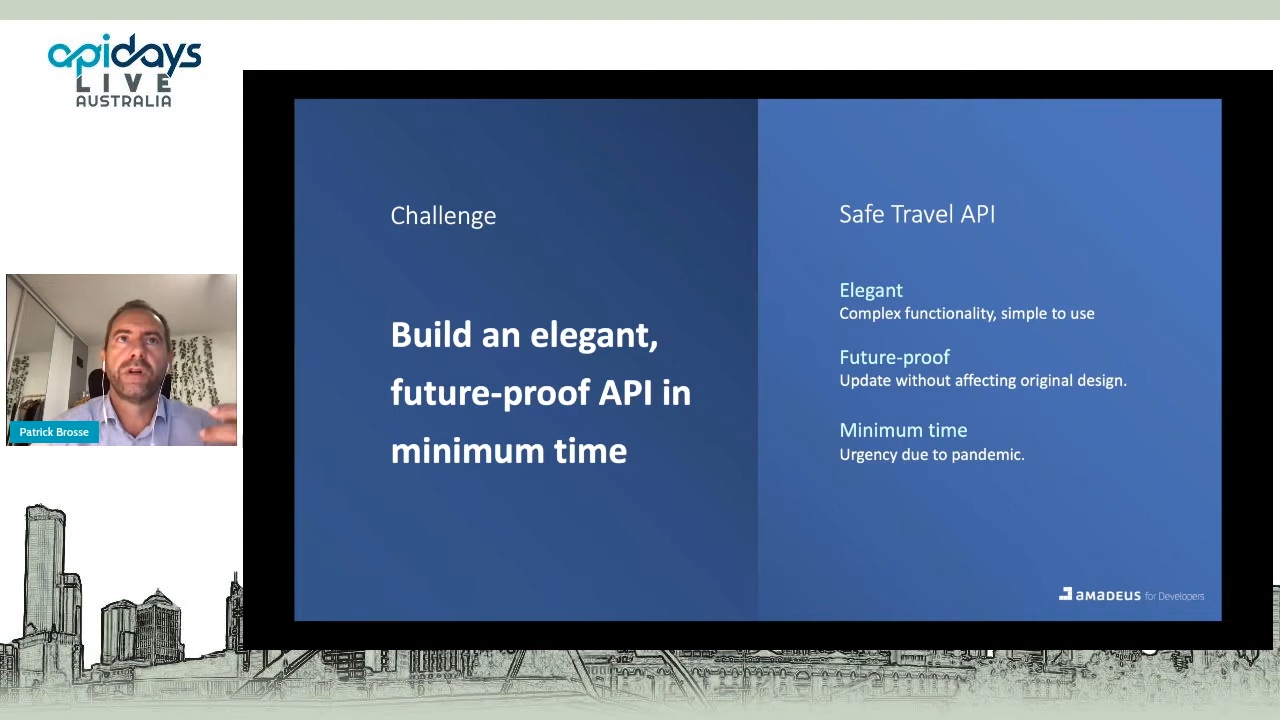 apidays
LIVE
AUSTRALIA
Patrick Brosse
Challenge
Build an elegant,
future-proof API in
minimum time
Safe Travel API
Elegant
Complex functionality, simple to use
Future-proof
Update without affecting original design.
Minimum time
Urgency due to pandemic.
aMaDEUS for Developers